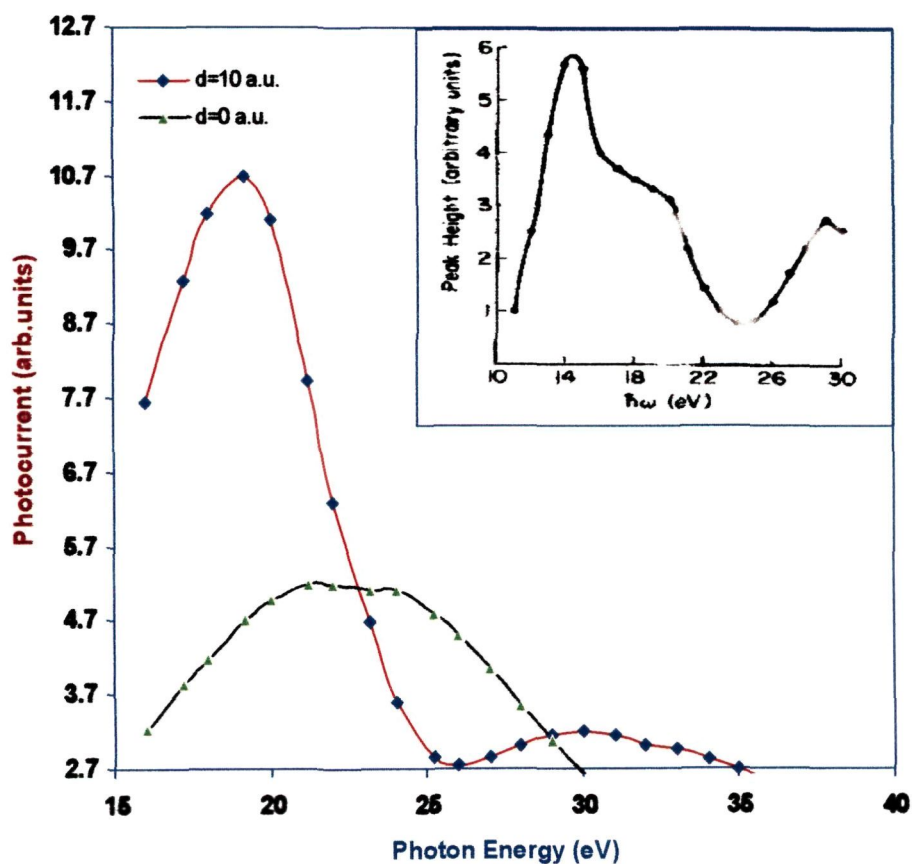 12.7
11.7
10.7
9.7
8.7
7.7
6.7
5.7
4.7
3.7
2.7
Photocurrent (arb.units)
d=10 a.u.
d=0 a.u.
6
5
4
3
2
1
Peak Height (arbitrary units)
10 14 18 22 26 30
ħω (eV)
15 20 25 30 35 40
Photon Energy (eV)